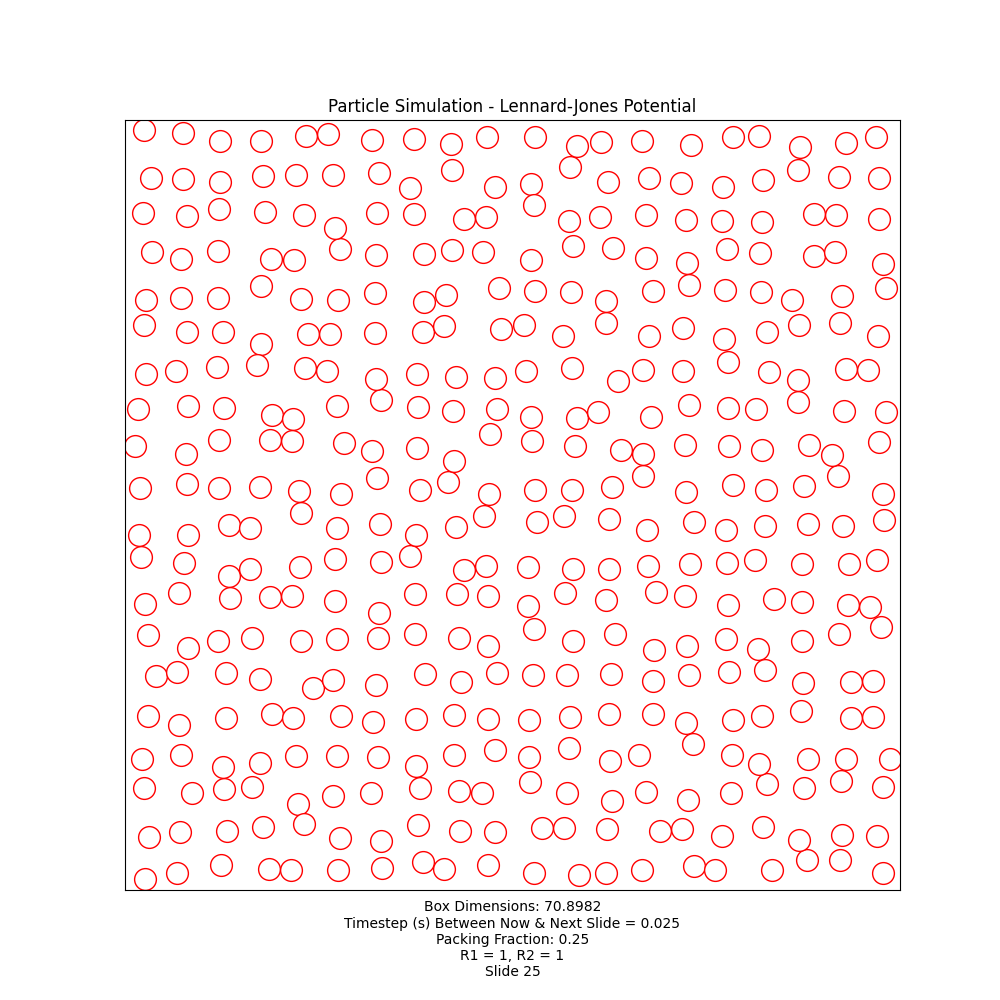 Particle Simulation - Lennard-Jones Potential
Box Dimensions: 70.8982
Timestep (s) Between Now & Next Slide = 0.025
Packing Fraction: 0.25
R1 = 1, R2 = 1
Slide 25